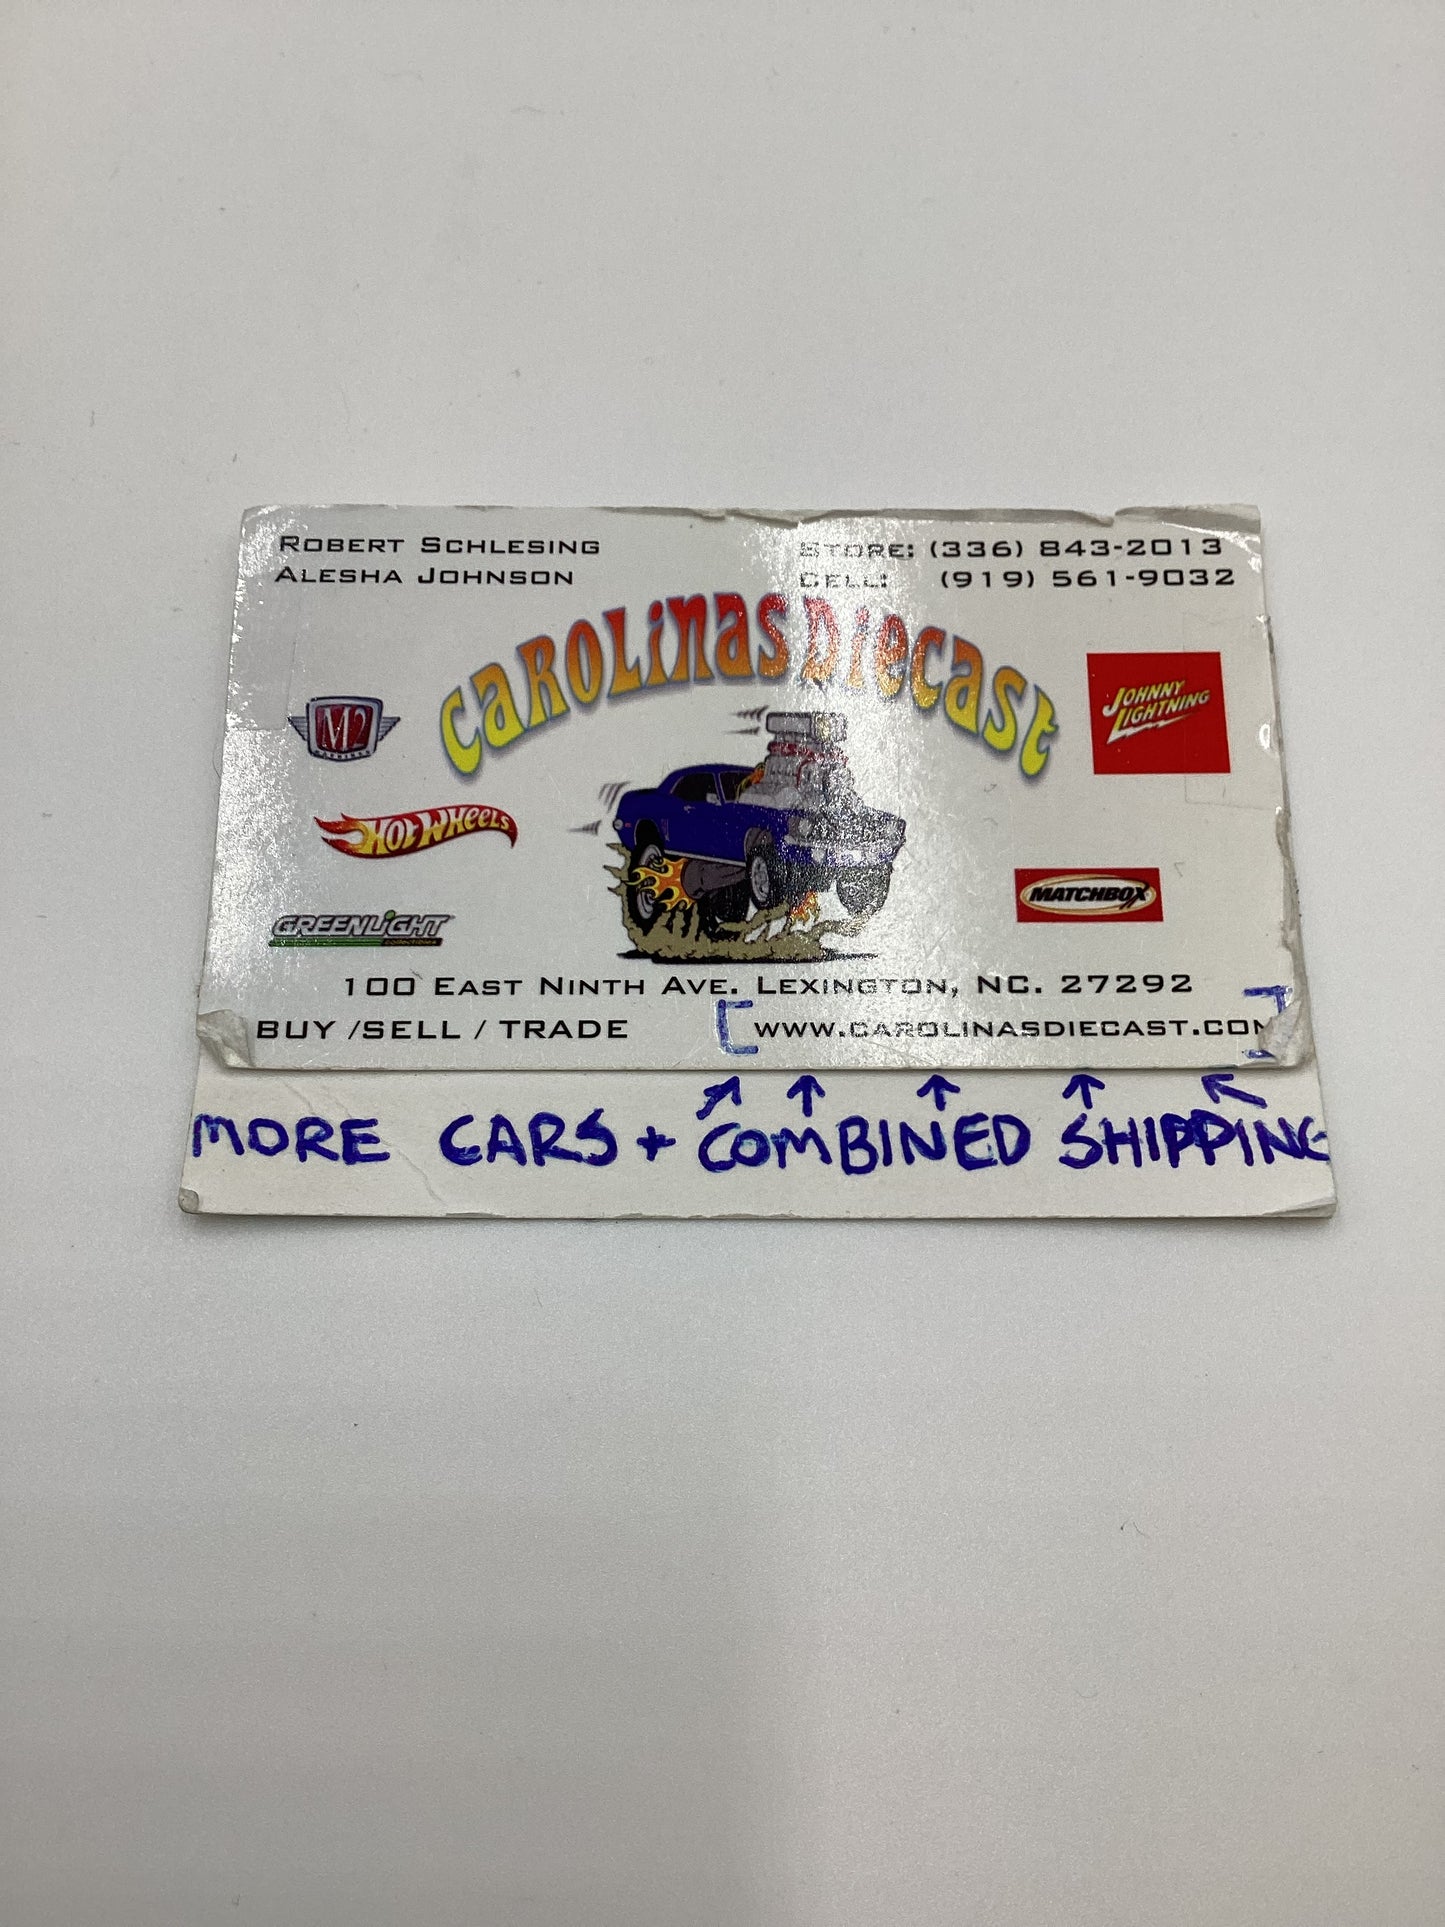 ROBERT SCHLESING
ALESHA JOHNSON
STORE: (336) 843-2013
CELL: (919) 561-9032
CAROLINAS DIECAST
M2
JOHNNY
LIGHTNING
HOT WHEELS
GREENLIGHT
collectibles
MATCHBOX
100 EAST NINTH AVE. LEXINGTON, NC. 27292
BUY /SELL / TRADE [WWW.CAROLINASDIECAST.COM]
↗ ↑ ↑ ↑ ↖
MORE CARS + COMBINED SHIPPING